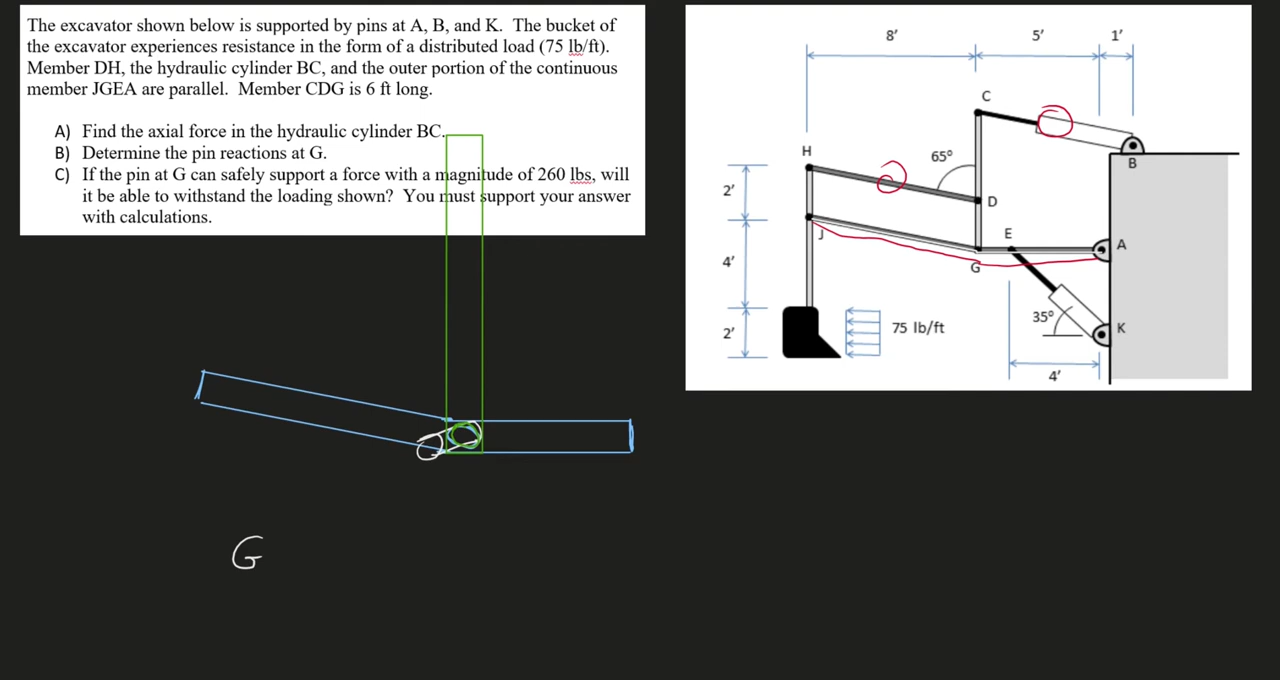 The excavator shown below is supported by pins at A, B, and K. The bucket of
the excavator experiences resistance in the form of a distributed load (75 lb/ft).
Member DH, the hydraulic cylinder BC, and the outer portion of the continuous
member JGEA are parallel. Member CDG is 6 ft long.
A) Find the axial force in the hydraulic cylinder BC.
B) Determine the pin reactions at G.
C) If the pin at G can safely support a force with a magnitude of 260 lbs, will
it be able to withstand the loading shown? You must support your answer
with calculations.
8' 5' 1'
C
H 65° B
2' D
J E A
4' G
35° K
2' 75 lb/ft
4'
G